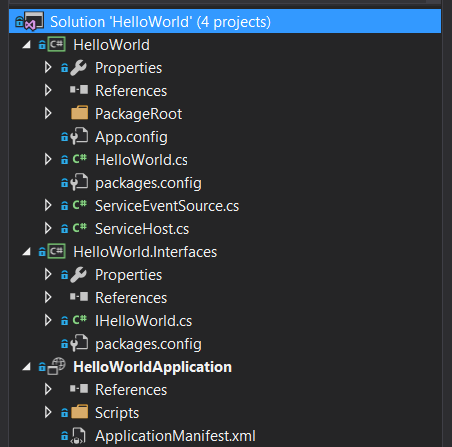 Solution 'HelloWorld' (4 projects)
C# HelloWorld
Properties
References
PackageRoot
App.config
C# HelloWorld.cs
packages.config
C# ServiceEventSource.cs
C# ServiceHost.cs
C# HelloWorld.Interfaces
Properties
References
C# IHelloWorld.cs
packages.config
HelloWorldApplication
References
Scripts
ApplicationManifest.xml